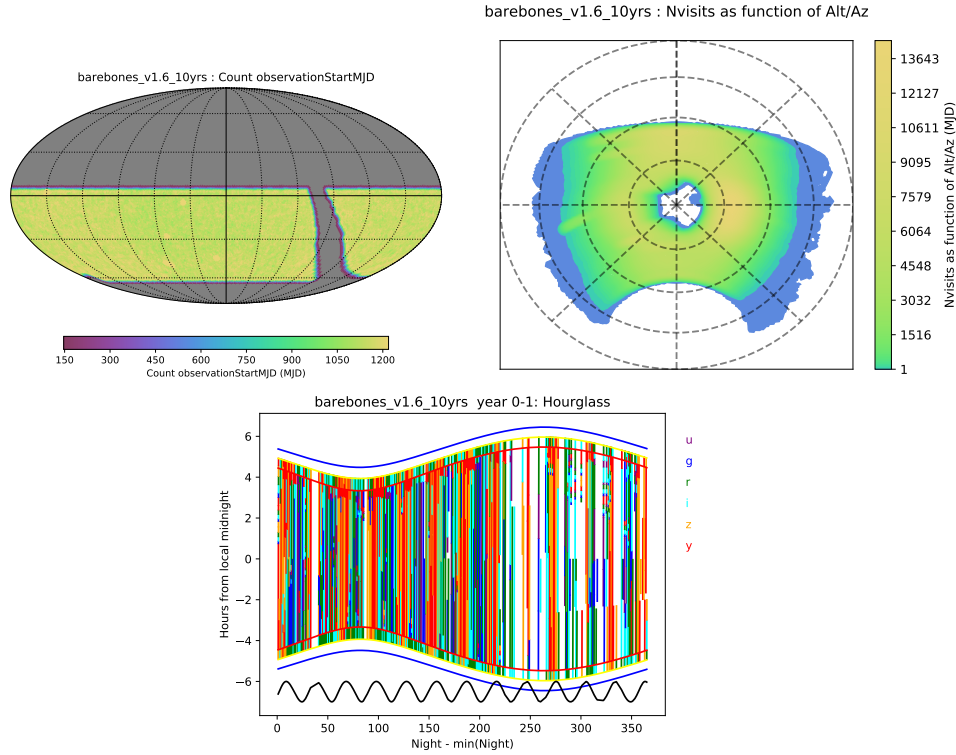 barebones_v1.6_10yrs : Nvisits as function of Alt/Az
barebones_v1.6_10yrs : Count observationStartMJD
150 300 450 600 750 900 1050 1200
Count observationStartMJD (MJD)
13643
12127
10611
9095
7579
6064
4548
3032
1516
1
Nvisits as function of Alt/Az (MJD)
barebones_v1.6_10yrs year 0-1: Hourglass
6
4
2
0
−2
−4
−6
Hours from local midnight
0 50 100 150 200 250 300 350
Night - min(Night)
u
g
r
i
z
y